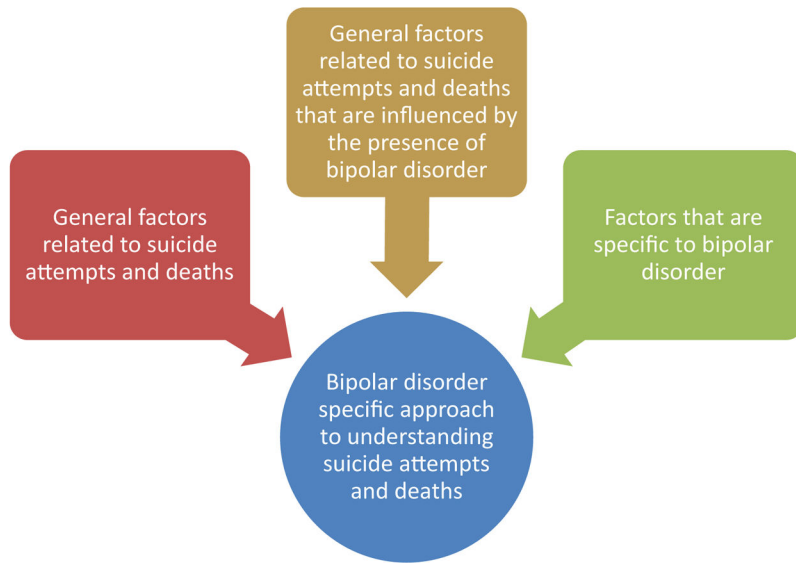 General factors
related to suicide
attempts and deaths
that are influenced by
the presence of
bipolar disorder
General factors
related to suicide
attempts and deaths
Factors that are
specific to bipolar
disorder
Bipolar disorder
specific approach
to understanding
suicide attempts
and deaths